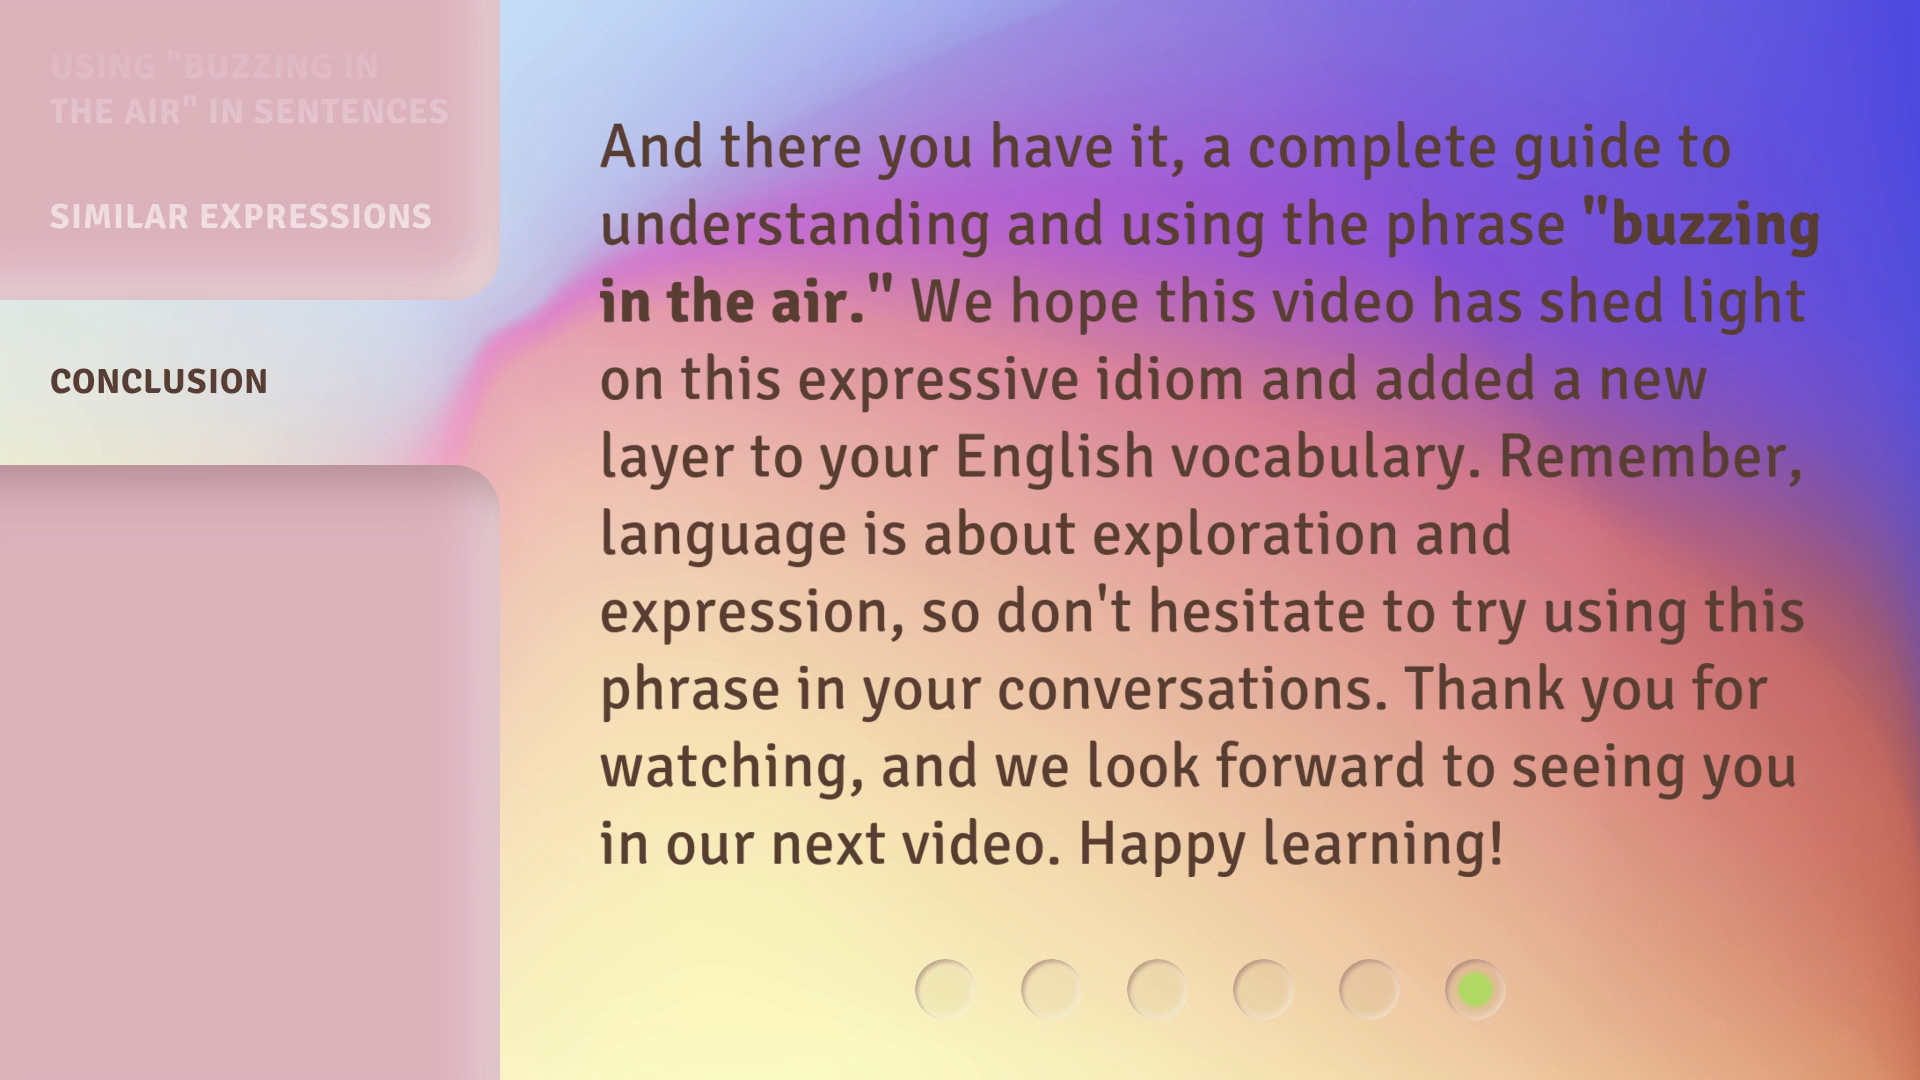 USING "BUZZING IN
THE AIR" IN SENTENCES
SIMILAR EXPRESSIONS
CONCLUSION
And there you have it, a complete guide to
understanding and using the phrase "buzzing
in the air." We hope this video has shed light
on this expressive idiom and added a new
layer to your English vocabulary. Remember,
language is about exploration and
expression, so don't hesitate to try using this
phrase in your conversations. Thank you for
watching, and we look forward to seeing you
in our next video. Happy learning!